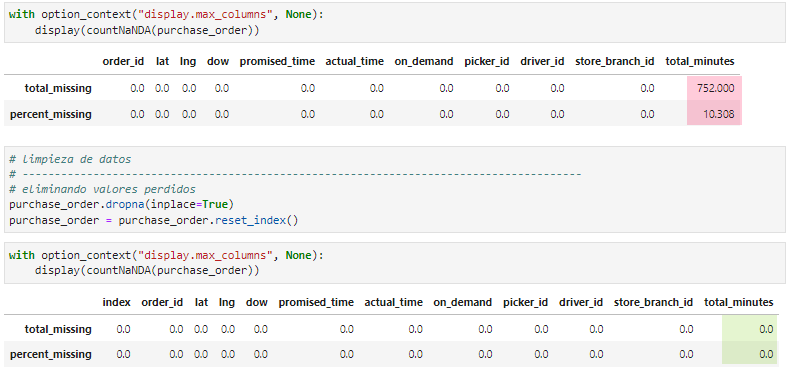 with option_context("display.max_columns", None):
    display(countNaNDA(purchase_order))
order_id lat lng dow promised_time actual_time on_demand picker_id driver_id store_branch_id total_minutes
total_missing 0.0 0.0 0.0 0.0 0.0 0.0 0.0 0.0 0.0 0.0 752.000
percent_missing 0.0 0.0 0.0 0.0 0.0 0.0 0.0 0.0 0.0 0.0 10.308
# limpieza de datos
# -------------------------------------------------------------------------------------
# eliminando valores perdidos
purchase_order.dropna(inplace=True)
purchase_order = purchase_order.reset_index()
with option_context("display.max_columns", None):
    display(countNaNDA(purchase_order))
index order_id lat lng dow promised_time actual_time on_demand picker_id driver_id store_branch_id total_minutes
total_missing 0.0 0.0 0.0 0.0 0.0 0.0 0.0 0.0 0.0 0.0 0.0 0.0
percent_missing 0.0 0.0 0.0 0.0 0.0 0.0 0.0 0.0 0.0 0.0 0.0 0.0